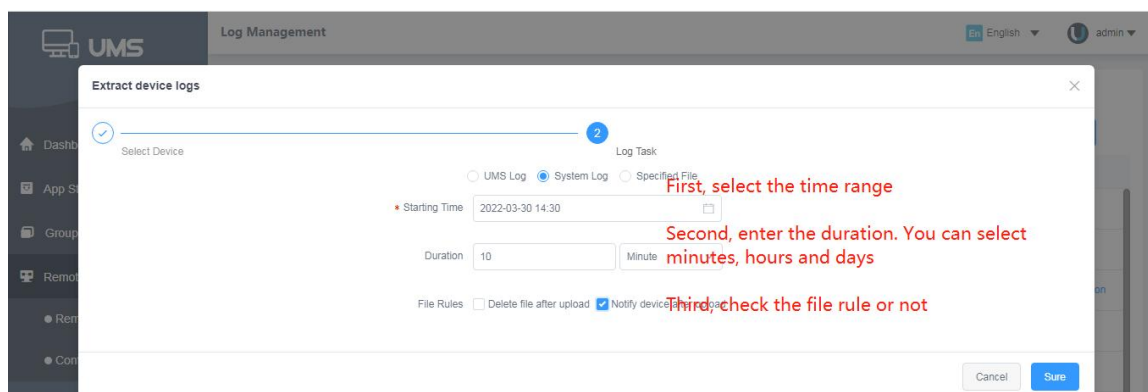 UMS
Log Management
En English
admin
Extract device logs
2
Select Device
Log Task
UMS Log System Log Specified File
First, select the time range
* Starting Time 2022-03-30 14:30
Second, enter the duration. You can select
minutes, hours and days
Duration 10 Minute
File Rules Delete file after upload Notify device after upload
Third, check the file rule or not
Cancel Sure
Dashb
App St
Group
Remot
Rem
Con
on